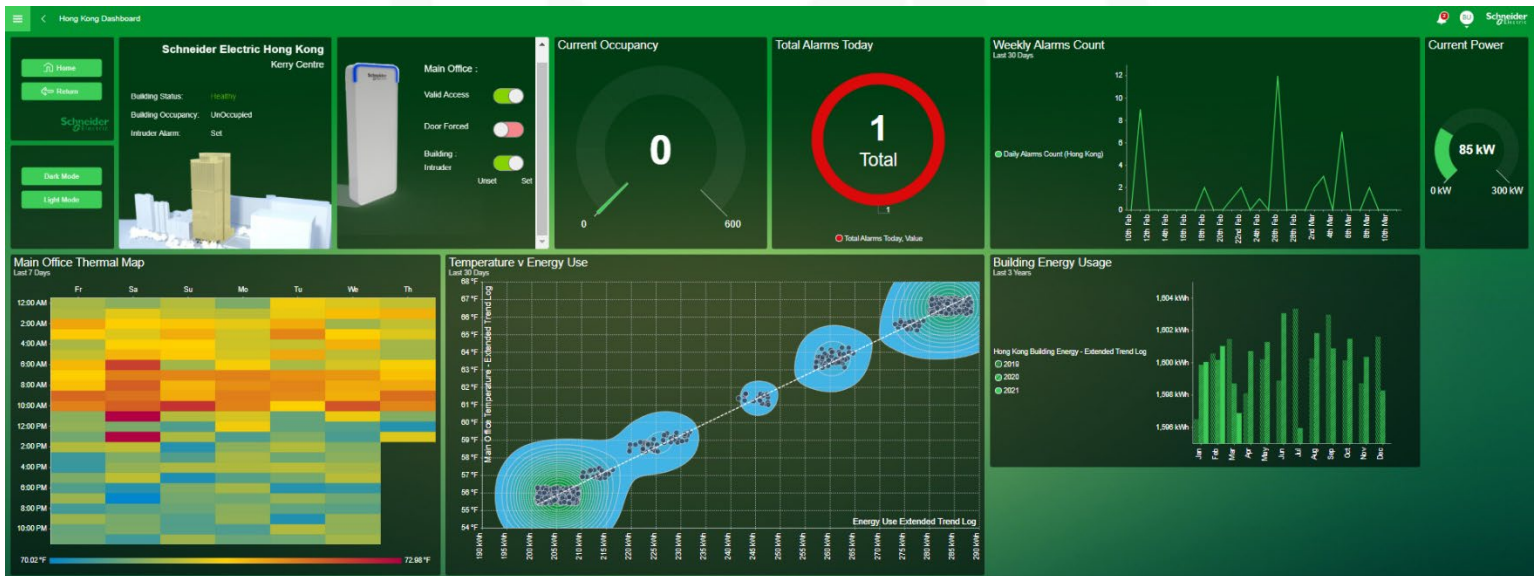 Hong Kong Dashboard
SU
Schneider
Electric
Home
Return
Schneider
Electric
Dark Mode
Light Mode
Schneider Electric Hong Kong
Kerry Centre
Building Status: Healthy
Building Occupancy: UnOccupied
Intruder Alarm: Set
Schneider
Main Office :
Valid Access
Door Forced
Building :
Intruder
Unset Set
Current Occupancy
0
0 600
Total Alarms Today
1
Total
1
Total Alarms Today, Value
Weekly Alarms Count
Last 30 Days
Daily Alarms Count (Hong Kong)
12
10
8
6
4
2
0
10th Feb
12th Feb
14th Feb
16th Feb
18th Feb
20th Feb
22nd Feb
24th Feb
26th Feb
28th Feb
2nd Mar
4th Mar
6th Mar
8th Mar
10th Mar
Current Power
85 kW
0 kW 300 kW
Main Office Thermal Map
Last 7 Days
Fr Sa Su Mo Tu We Th
12:00 AM
2:00 AM
4:00 AM
6:00 AM
8:00 AM
10:00 AM
12:00 PM
2:00 PM
4:00 PM
6:00 PM
8:00 PM
10:00 PM
70.02 °F 72.98 °F
Temperature v Energy Use
Last 30 Days
Main Office Temperature - Extended Trend Log
68 °F
67 °F
66 °F
65 °F
64 °F
63 °F
62 °F
61 °F
60 °F
59 °F
58 °F
57 °F
56 °F
55 °F
54 °F
Energy Use Extended Trend Log
190 kWh
195 kWh
200 kWh
205 kWh
210 kWh
215 kWh
220 kWh
225 kWh
230 kWh
235 kWh
240 kWh
245 kWh
250 kWh
255 kWh
260 kWh
265 kWh
270 kWh
275 kWh
280 kWh
285 kWh
290 kWh
Building Energy Usage
Last 3 Years
Hong Kong Building Energy - Extended Trend Log
2019
2020
2021
1,604 kWh
1,602 kWh
1,600 kWh
1,598 kWh
1,596 kWh
Jan
Feb
Mar
Apr
May
Jun
Jul
Aug
Sep
Oct
Nov
Dec